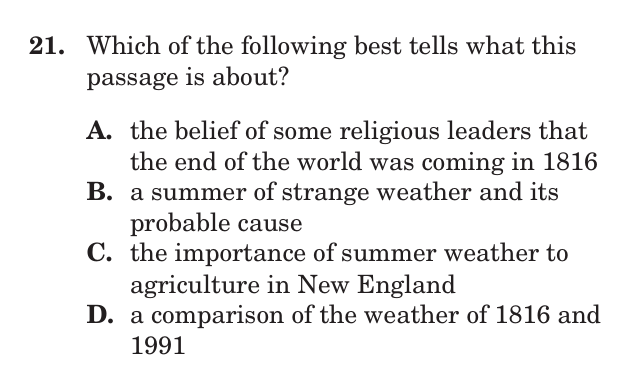 21. Which of the following best tells what this
passage is about?
A. the belief of some religious leaders that
the end of the world was coming in 1816
B. a summer of strange weather and its
probable cause
C. the importance of summer weather to
agriculture in New England
D. a comparison of the weather of 1816 and
1991